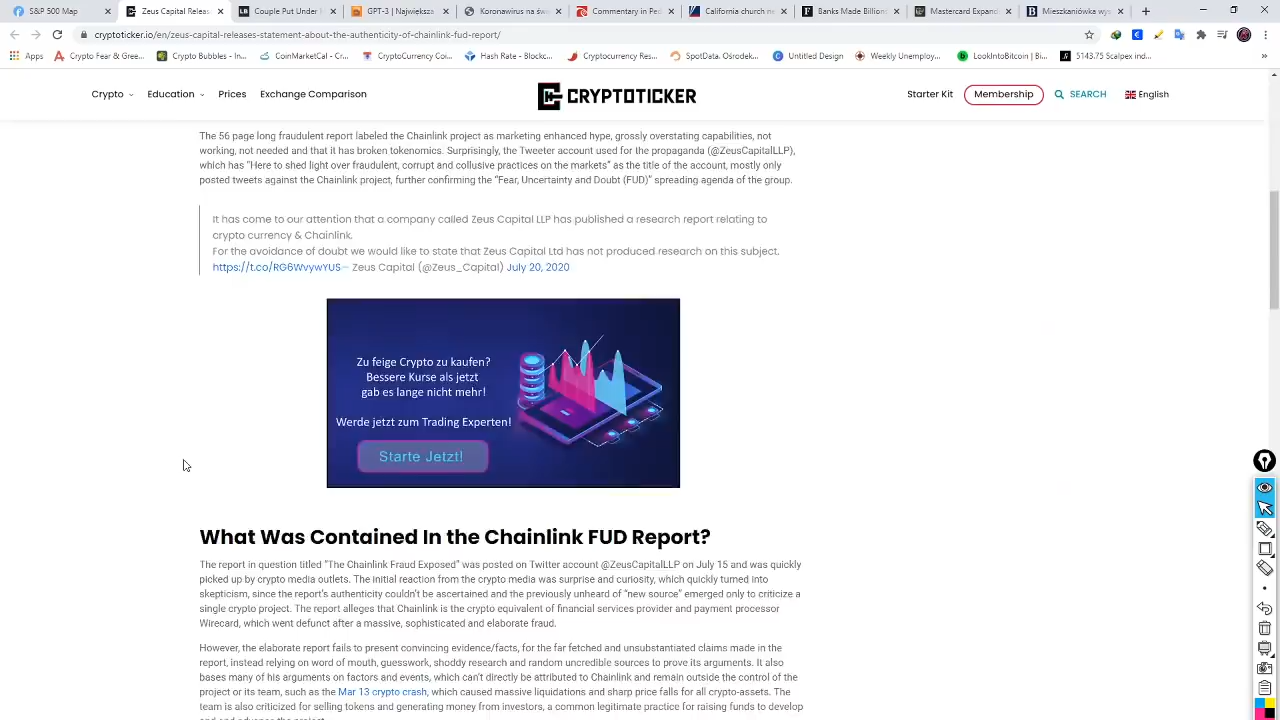 S&P 500 Map
Zeus Capital Releas
Couple Put Under
GPT-3 | Największa
Koronawirus na św
Commentary in Pe
California church m
Banks Made Billion
Mastercard Expand
Mieszkaniówka wy
cryptoticker.io/en/zeus-capital-releases-statement-about-the-authenticity-of-chainlink-fud-report/
Apps
Crypto Fear & Gree...
Crypto Bubbles - In...
CoinMarketCal - Cr...
CryptoCurrency Col...
Hash Rate - Blockc...
Cryptocurrency Res...
SpotData. Ośrodek...
Untitled Design
Weekly Unemploy...
LookIntoBitcoin | Bi...
5143.75 Scalpex ind...
Crypto
Education
Prices
Exchange Comparison
CRYPTOTICKER
Starter Kit
Membership
SEARCH
English
The 56 page long fraudulent report labeled the Chainlink project as marketing enhanced hype, grossly overstating capabilities, not
working, not needed and that it has broken tokenomics. Surprisingly, the Tweeter account used for the propaganda (@ZeusCapitalLLP),
which has “Here to shed light over fraudulent, corrupt and collusive practices on the markets” as the title of the account, mostly only
posted tweets against the Chainlink project, further confirming the “Fear, Uncertainty and Doubt (FUD)” spreading agenda of the group.
It has come to our attention that a company called Zeus Capital LLP has published a research report relating to
crypto currency & Chainlink.
For the avoidance of doubt we would like to state that Zeus Capital Ltd has not produced research on this subject.
https://t.co/RG6WvywYUS— Zeus Capital (@Zeus_Capital) July 20, 2020
Zu feige Crypto zu kaufen?
Bessere Kurse als jetzt
gab es lange nicht mehr!
Werde jetzt zum Trading Experten!
Starte Jetzt!
What Was Contained In the Chainlink FUD Report?
The report in question titled “The Chainlink Fraud Exposed” was posted on Twitter account @ZeusCapitalLLP on July 15 and was quickly
picked up by crypto media outlets. The initial reaction from the crypto media was surprise and curiosity, which quickly turned into
skepticism, since the report's authenticity couldn't be ascertained and the previously unheard of “new source” emerged only to criticize a
single crypto project. The report alleges that Chainlink is the crypto equivalent of financial services provider and payment processor
Wirecard, which went defunct after a massive, sophisticated and elaborate fraud.
However, the elaborate report fails to present convincing evidence/facts, for the far fetched and unsubstantiated claims made in the
report, instead relying on word of mouth, guesswork, shoddy research and random uncredible sources to prove its arguments. It also
bases many of his arguments on factors and events, which can't directly be attributed to Chainlink and remain outside the control of the
project or its team, such as the Mar 13 crypto crash, which caused massive liquidations and sharp price falls for all crypto-assets. The
team is also criticized for selling tokens and generating money from investors, a common legitimate practice for raising funds to develop